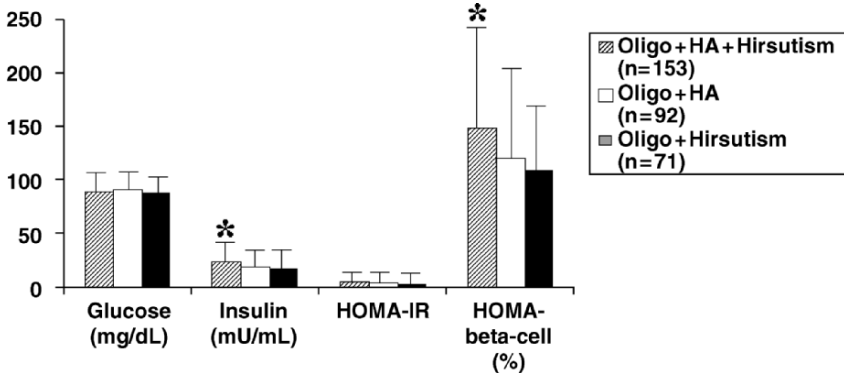 250
200
150
100
50
0
*
*
Glucose
(mg/dL)
Insulin
(mU/mL)
HOMA-IR
HOMA-
beta-cell
(%)
Oligo+HA+Hirsutism
(n=153)
Oligo+HA
(n=92)
Oligo+Hirsutism
(n=71)